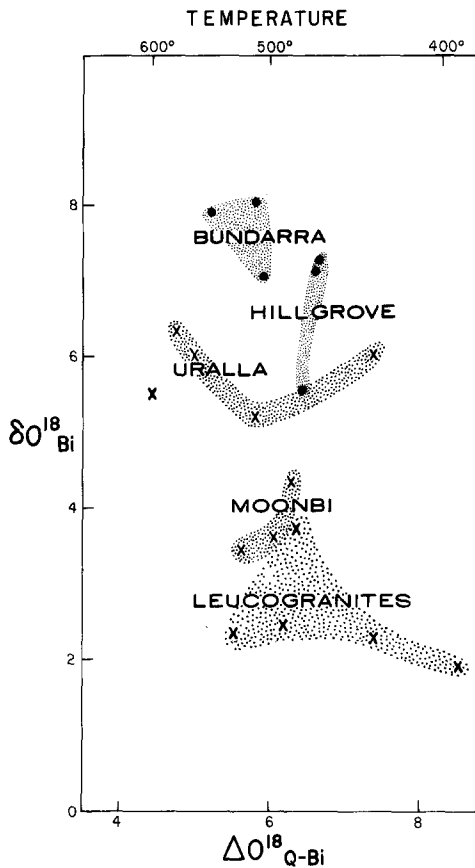 TEMPERATURE
600° 500° 400°
8
BUNDARRA
HILLGROVE
6
URALLA
δO¹⁸Bi
4
MOONBI
LEUCOGRANITES
2
0
4 6 8
ΔO¹⁸Q-Bi